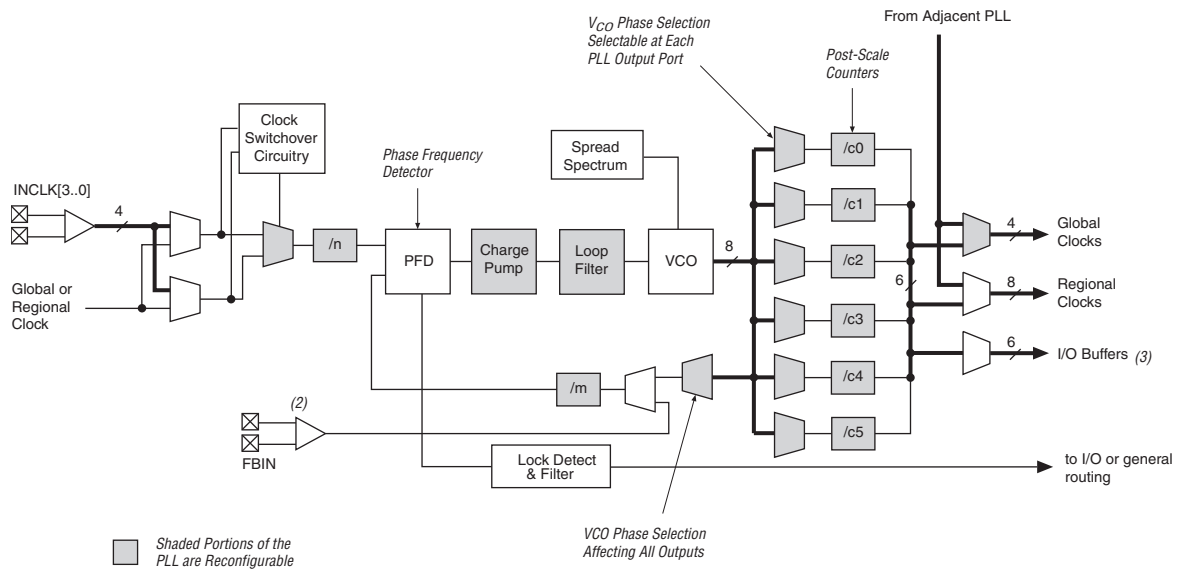 From Adjacent PLL
VCO Phase Selection
Selectable at Each
PLL Output Port
Post-Scale
Counters
Clock
Switchover
Circuitry
Phase Frequency
Detector
Spread
Spectrum
/c0
INCLK[3..0]
4
/n
PFD
Charge
Pump
Loop
Filter
VCO
8
/c1
/c2
6
/c3
/c4
/c5
4
Global
Clocks
8
Regional
Clocks
6
I/O Buffers (3)
Global or
Regional
Clock
/m
(2)
FBIN
Lock Detect
& Filter
to I/O or general
routing
VCO Phase Selection
Affecting All Outputs
Shaded Portions of the
PLL are Reconfigurable